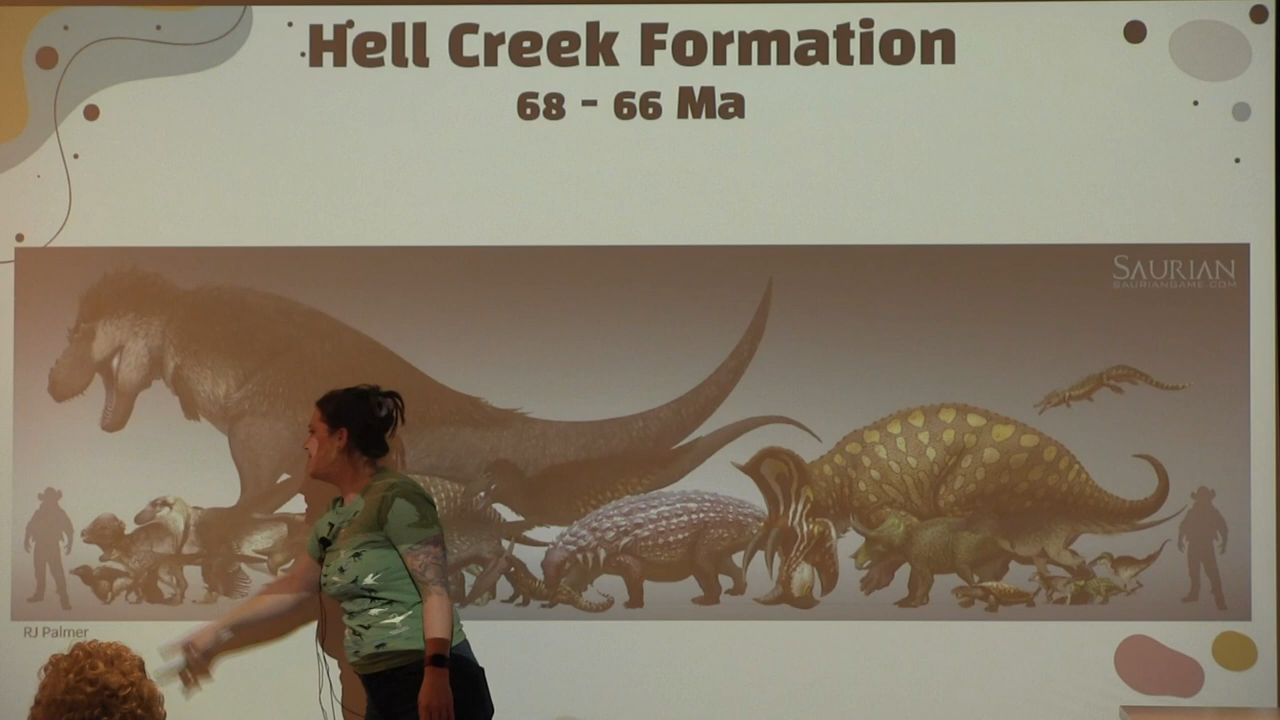 Hell Creek Formation
68 - 66 Ma
SAURIAN
SAURIANGAME.COM
RJ Palmer